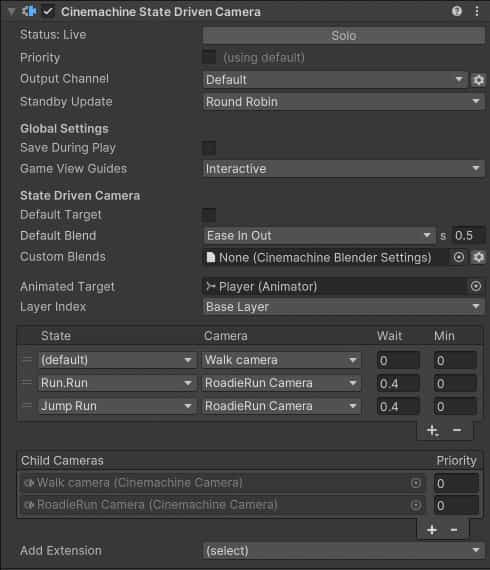 Cinemachine State Driven Camera
Status: Live Solo
Priority (using default)
Output Channel Default
Standby Update Round Robin
Global Settings
Save During Play
Game View Guides Interactive
State Driven Camera
Default Target
Default Blend Ease In Out s 0.5
Custom Blends None (Cinemachine Blender Settings)
Animated Target Player (Animator)
Layer Index Base Layer
State Camera Wait Min
(default) Walk camera 0 0
Run.Run RoadieRun Camera 0.4 0
Jump Run RoadieRun Camera 0.4 0
Child Cameras Priority
Walk camera (Cinemachine Camera) 0
RoadieRun Camera (Cinemachine Camera) 0
Add Extension (select)